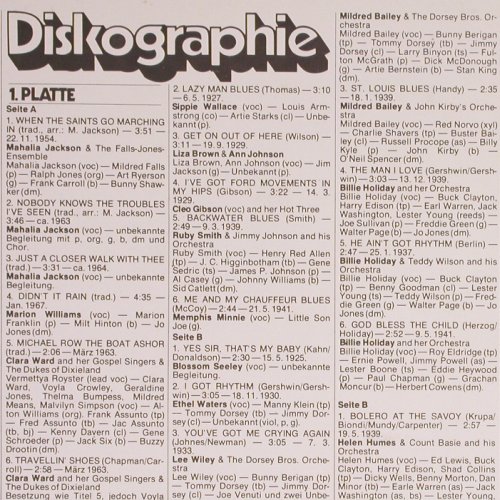 Diskographie
1. PLATTE
Seite A
1. WHEN THE SAINTS GO MARCHING
IN (trad., arr.: M. Jackson) — 3:51 —
22. 11. 1954.
Mahalia Jackson & The Falls-Jones-
Ensemble
Mahalia Jackson (voc) — Mildred Falls
(p) — Ralph Jones (org) — Art Ryerson
(g) — Frank Carroll (b) — Bunny Shaw-
ker (dm).
2. NOBODY KNOWS THE TROUBLES
I'VE SEEN (trad., arr.: M. Jackson) —
3:46 — ca. 1963
Mahalia Jackson (voc) — unbekannte
Begleitung mit p, org, g, b, dm und
Chor.
3. JUST A CLOSER WALK WITH THEE
(trad.) — 3:31 — ca. 1964.
Mahalia Jackson (voc) — unbekannte
Begleitung.
4. DIDN'T IT RAIN (trad.) — 4:35 —
Jan. 1967.
Marion Williams (voc) — Marion
Franklin (p) — Milt Hinton (b) — Jo
Jones (dm).
5. MICHAEL ROW THE BOAT ASHOR
(trad.) — 2:06 — März 1963.
Clara Ward and her Gospel Singers &
The Dukes of Dixieland
Vermettya Royster (lead voc) — Clara
Ward, Voyla Crowley, Geraldine
Jones, Thelma Bumpess, Mildred
Means, Malvilyn Simpson (voc) — Al-
ton Williams (org), Frank Assunto (tp)
— Fred Assunto (tb) — Jac Assunto
(tb, bj) — Kenny Davern (cl) — Gene
Schroeder (p) — Jack Six (b) — Buzzy
Drootin (dm).
6. TRAVELLIN' SHOES (Chapman/Car-
roll) — 2:58 — März 1963.
Clara Ward and her Gospel Singers &
The Dukes of Dixieland
Besetzung wie Titel 5, jedoch Voyla
2. LAZY MAN BLUES (Thomas) — 3:10
— 6. 5. 1927.
Sippie Wallace (voc) — Louis Arm-
strong (co) — Artie Starks (cl) — Unbe-
kannt (p).
3. GET ON OUT OF HERE (Wilson) —
3:11 — 19. 9. 1929.
Liza Brown & Ann Johnson
Liza Brown, Ann Johnson (voc) — Jim
Jackson (g) — Unbekannt (p).
4. I'VE GOT FORD MOVEMENTS IN
MY HIPS (Gibson) — 3:22 — 14. 3.
1929.
Cleo Gibson (voc) and her Hot Three
5. BACKWATER BLUES (Smith) —
2:49 — 9. 3. 1939.
Ruby Smith & Jimmy Johnson and his
Orchestra
Ruby Smith (voc) — Henry Red Allen
(tp) — J. C. Higginbotham (tb) — Gene
Sedric (ts) — James P. Johnson (p) —
Al Casey (g) — Johnny Williams (b) —
Sid Catlett (dm).
6. ME AND MY CHAUFFEUR BLUES
(McCoy) — 2:44 — 21. 5. 1941.
Memphis Minnie (voc) — Little Son
Joe (g).
Seite B
1. YES SIR, THAT'S MY BABY (Kahn/
Donaldson) — 2:30 — 15. 5. 1925.
Blossom Seeley (voc) — unbekannte
Begleitung.
2. I GOT RHYTHM (Gershwin/Gersh-
win) — 3:05 — 18. 11. 1930.
Ethel Waters (voc) — Manny Klein (tp)
— Tommy Dorsey (tb) — Jimmy Dor-
sey (cl) — Unbekannt (viol, p, g).
3. YOU'VE GOT ME CRYING AGAIN
(Johnes/Newman) — 3:05 — 7. 3.
1933.
Lee Wiley & The Dorsey Bros. Orche-
stra
Lee Wiley (voc) — Bunny Berigan
(tp) — Tommy Dorsey (tb) — Jimmy
Dorsey (cl) — Joe Venuti und zwei Unbe-
Mildred Bailey & The Dorsey Bros. Or-
chestra
Mildred Bailey (voc) — Bunny Berigan
(tp) — Tommy Dorsey (tb) — Jimmy
Dorsey (cl) — Larry Binyon (ts) — Ful-
ton McGrath (p) — Dick McDonough
(g) — Artie Bernstein (b) — Stan King
(dm).
3. ST. LOUIS BLUES (Handy) — 2:35
— 18. 1. 1939.
Mildred Bailey & John Kirby's Orche-
stra
Mildred Bailey (voc) — Red Norvo (xyl)
— Charlie Shavers (tp) — Buster Bai-
ley (cl) — Russell Procope (as) — Billy
Kyle (p) — John Kirby (b) —
O'Neil Spencer (dm).
4. THE MAN I LOVE (Gershwin/Gersh-
win) — 3:03 — 13. 12. 1939.
Billie Holiday and her Orchestra
Billie Holiday (voc) — Buck Clayton,
Harry Edison (tp) — Earl Warren, Jack
Washington, Lester Young (reeds) —
Joe Sullivan (p) — Freddie Green (g) —
Walter Page (b) — Jo Jones (dm).
5. HE AIN'T GOT RHYTHM (Berlin) —
2:47 — 25. 1. 1937.
Billie Holiday & Teddy Wilson and his
Orchestra
Billie Holiday (voc) — Buck Clayton
(tp) — Benny Goodman (cl) — Lester
Young (ts) — Teddy Wilson (p) — Fred-
die Green (g) — Walter Page (b) — Jo
Jones (dm).
6. GOD BLESS THE CHILD (Herzog/
Holiday) — 2:52 — 9. 5. 1941.
Billie Holiday and her Orchestra
Billie Holiday (voc) — Roy Eldridge (tp)
— Ernie Powell, Jimmy Powell (as) —
Lester Boone (ts) — Eddie Heywood
(p) — Paul Chapman (g) — Grachan
Moncur (b) — Herbert Cowens (dm).
Seite B
1. BOLERO AT THE SAVOY (Krupa/
Biondi/Mundy/Carpenter) — 2:57 —
19. 5. 1939.
Helen Humes & Count Basie and his
Orchestra
Helen Humes (voc) — Ed Lewis, Buck
Clayton, Harry Edison, Shad Collins
(tp) — Dicky Wells, Benny Morton, Dan
Minor (tb) — Earle Warren (as) — Jack
Washington (as, bs) — Buddy Tate,